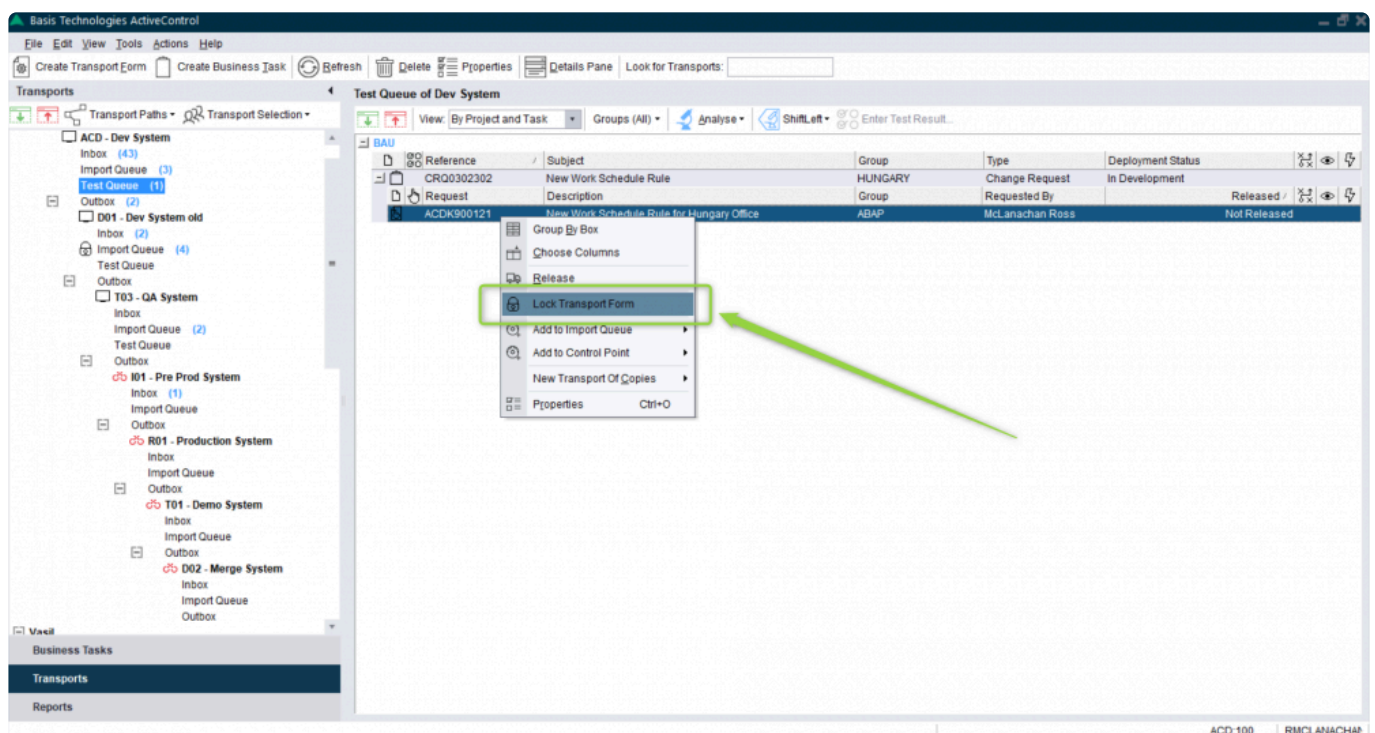 Basis Technologies ActiveControl
File Edit View Tools Actions Help
Create Transport Form Create Business Task Refresh Delete Properties Details Pane Look for Transports:
Transports
Transport Paths Transport Selection
ACD - Dev System
Inbox (43)
Import Queue (3)
Test Queue (1)
Outbox (2)
D01 - Dev System old
Inbox (2)
Import Queue (4)
Test Queue
Outbox
T03 - QA System
Inbox
Import Queue (2)
Test Queue
Outbox
I01 - Pre Prod System
Inbox (1)
Import Queue
Outbox
R01 - Production System
Inbox
Import Queue
Outbox
T01 - Demo System
Inbox
Import Queue
Outbox
D02 - Merge System
Inbox
Import Queue
Outbox
Vasil
Business Tasks
Transports
Reports
Test Queue of Dev System
View: By Project and Task Groups (All) Analyse ShiftLeft Enter Test Result...
BAU
Reference Subject Group Type Deployment Status
CRQ0302302 New Work Schedule Rule HUNGARY Change Request In Development
Request Description Group Requested By Released
ACDK900121 New Work Schedule Rule for Hungary Office ABAP McLanachan Ross Not Released
Group By Box
Choose Columns
Release
Lock Transport Form
Add to Import Queue
Add to Control Point
New Transport Of Copies
Properties Ctrl+O
ACD:100 RMCLANACHAN